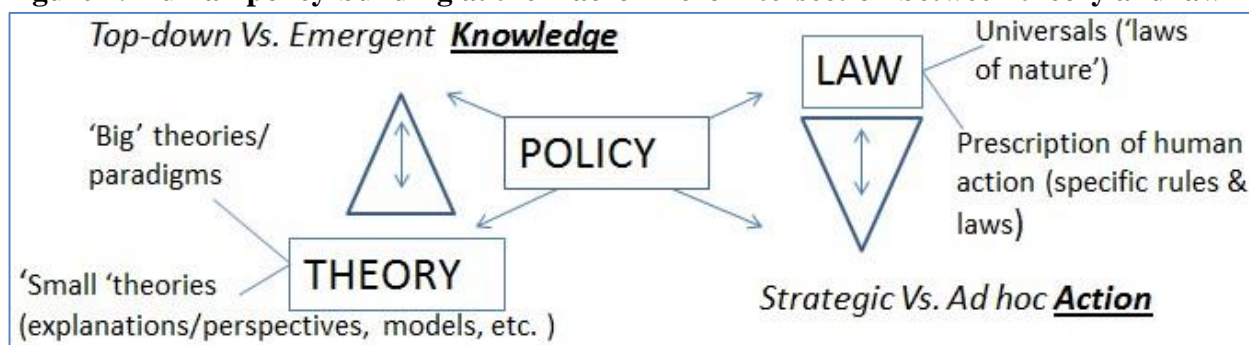 Top-down Vs. Emergent Knowledge
Universals (‘laws
of nature’)
LAW
‘Big’ theories/
paradigms
POLICY
Prescription of human
action (specific rules &
laws)
THEORY
‘Small ‘theories
(explanations/perspectives, models, etc. )
Strategic Vs. Ad hoc Action